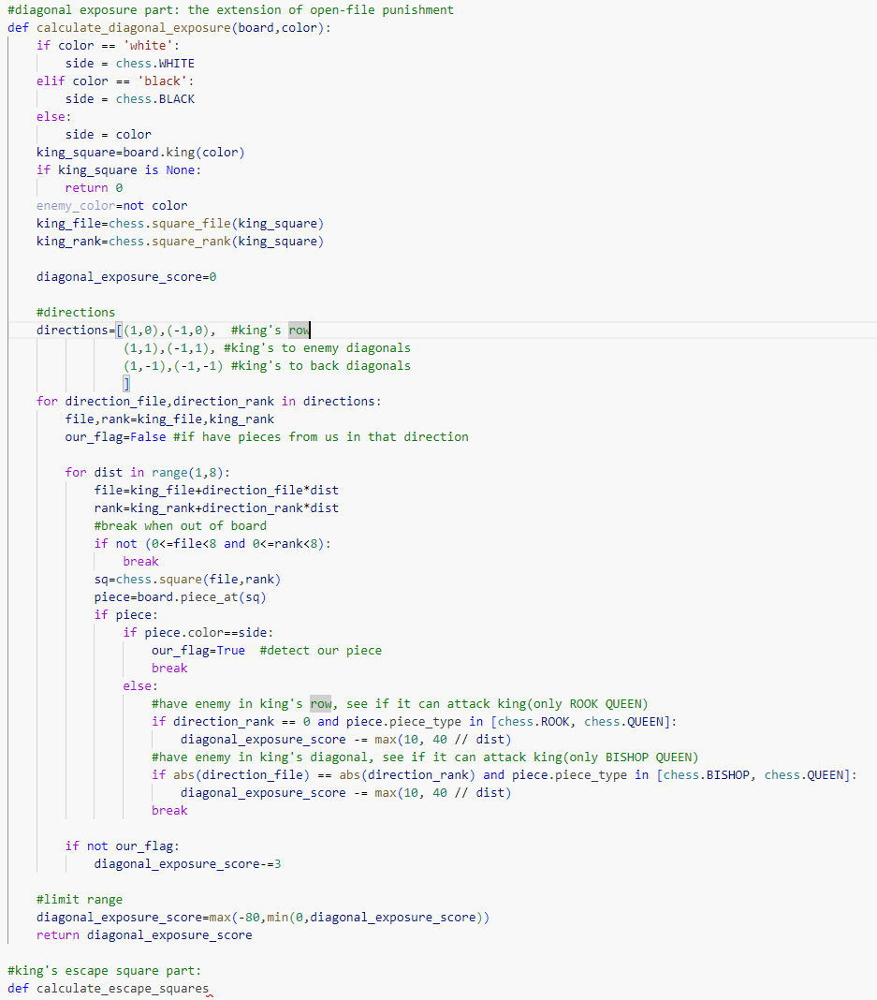 #diagonal exposure part: the extension of open-file punishment
def calculate_diagonal_exposure(board,color):
    if color == 'white':
        side = chess.WHITE
    elif color == 'black':
        side = chess.BLACK
    else:
        side = color
    king_square=board.king(color)
    if king_square is None:
        return 0
    enemy_color=not color
    king_file=chess.square_file(king_square)
    king_rank=chess.square_rank(king_square)

    diagonal_exposure_score=0

    #directions
    directions=[(1,0),(-1,0),  #king's row
                (1,1),(-1,1), #king's to enemy diagonals
                (1,-1),(-1,-1) #king's to back diagonals
                ]
    for direction_file,direction_rank in directions:
        file,rank=king_file,king_rank
        our_flag=False #if have pieces from us in that direction

        for dist in range(1,8):
            file=king_file+direction_file*dist
            rank=king_rank+direction_rank*dist
            #break when out of board
            if not (0<=file<8 and 0<=rank<8):
                break
            sq=chess.square(file,rank)
            piece=board.piece_at(sq)
            if piece:
                if piece.color==side:
                    our_flag=True  #detect our piece
                    break
                else:
                    #have enemy in king's row, see if it can attack king(only ROOK QUEEN)
                    if direction_rank == 0 and piece.piece_type in [chess.ROOK, chess.QUEEN]:
                        diagonal_exposure_score -= max(10, 40 // dist)
                    #have enemy in king's diagonal, see if it can attack king(only BISHOP QUEEN)
                    if abs(direction_file) == abs(direction_rank) and piece.piece_type in [chess.BISHOP, chess.QUEEN]:
                        diagonal_exposure_score -= max(10, 40 // dist)
                    break

        if not our_flag:
            diagonal_exposure_score-=3

    #limit range
    diagonal_exposure_score=max(-80,min(0,diagonal_exposure_score))
    return diagonal_exposure_score

#king's escape square part:
def calculate_escape_squares